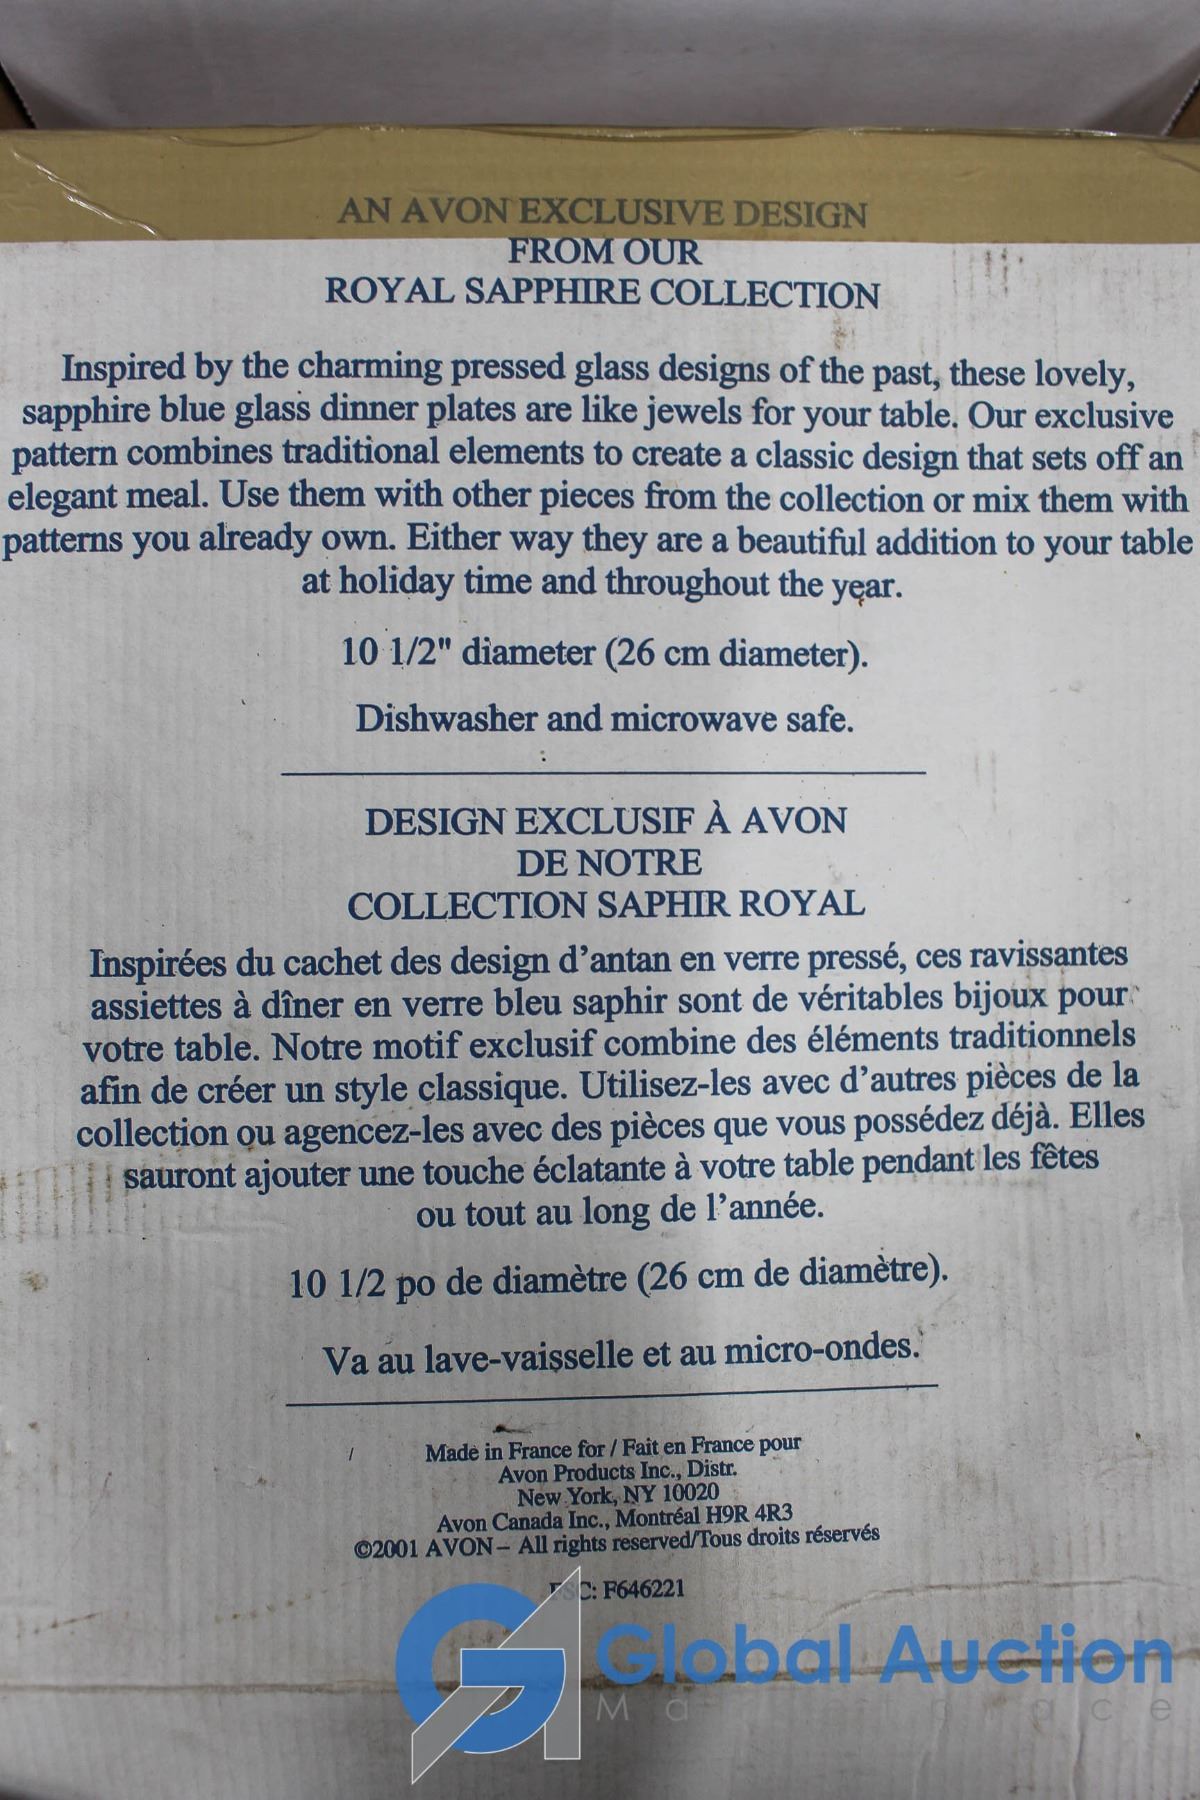 AN AVON EXCLUSIVE DESIGN
FROM OUR
ROYAL SAPPHIRE COLLECTION
Inspired by the charming pressed glass designs of the past, these lovely,
sapphire blue glass dinner plates are like jewels for your table. Our exclusive
pattern combines traditional elements to create a classic design that sets off an
elegant meal. Use them with other pieces from the collection or mix them with
patterns you already own. Either way they are a beautiful addition to your table
at holiday time and throughout the year.
10 1/2" diameter (26 cm diameter).
Dishwasher and microwave safe.
DESIGN EXCLUSIF À AVON
DE NOTRE
COLLECTION SAPHIR ROYAL
Inspirées du cachet des design d'antan en verre pressé, ces ravissantes
assiettes à dîner en verre bleu saphir sont de véritables bijoux pour
votre table. Notre motif exclusif combine des éléments traditionnels
afin de créer un style classique. Utilisez-les avec d'autres pièces de la
collection ou agencez-les avec des pièces que vous possédez déjà. Elles
sauront ajouter une touche éclatante à votre table pendant les fêtes
ou tout au long de l'année.
10 1/2 po de diamètre (26 cm de diamètre).
Va au lave-vaisselle et au micro-ondes.
Made in France for / Fait en France pour
Avon Products Inc., Distr.
New York, NY 10020
Avon Canada Inc., Montréal H9R 4R3
©2001 AVON – All rights reserved/Tous droits réservés
F646221
Global Auction